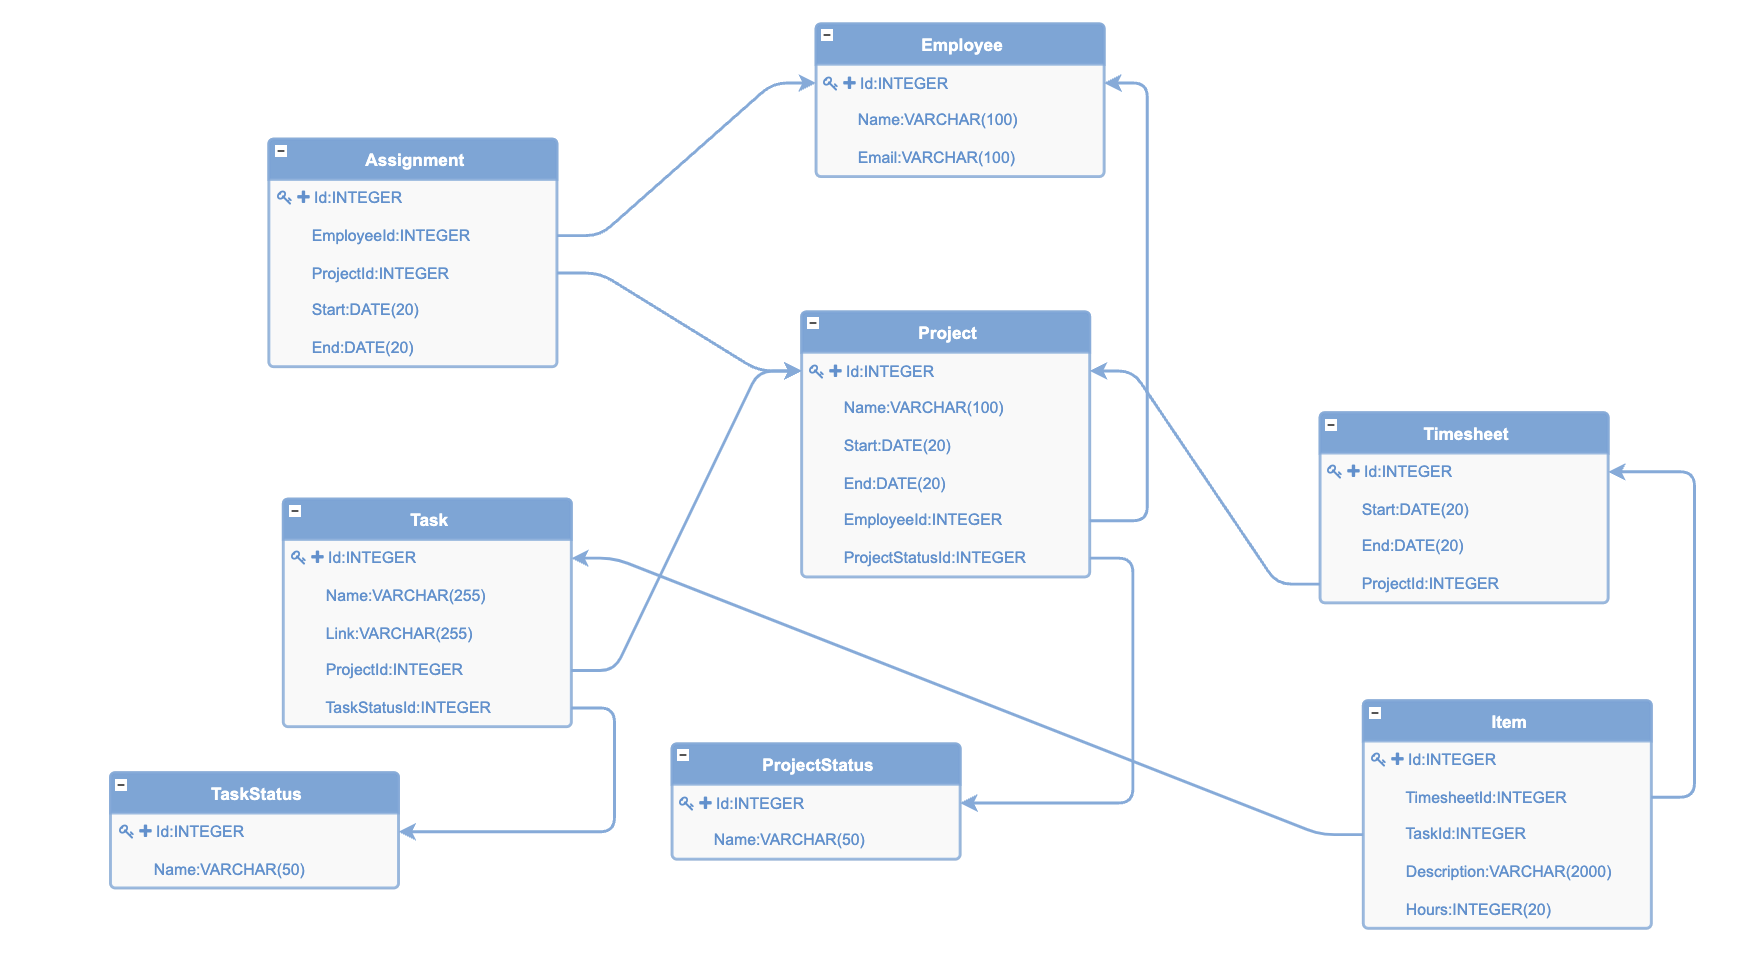 Employee
Id:INTEGER
Name:VARCHAR(100)
Email:VARCHAR(100)
Assignment
Id:INTEGER
EmployeeId:INTEGER
ProjectId:INTEGER
Start:DATE(20)
End:DATE(20)
Project
Id:INTEGER
Name:VARCHAR(100)
Start:DATE(20)
End:DATE(20)
EmployeeId:INTEGER
ProjectStatusId:INTEGER
Timesheet
Id:INTEGER
Start:DATE(20)
End:DATE(20)
ProjectId:INTEGER
Task
Id:INTEGER
Name:VARCHAR(255)
Link:VARCHAR(255)
ProjectId:INTEGER
TaskStatusId:INTEGER
Item
Id:INTEGER
TimesheetId:INTEGER
TaskId:INTEGER
Description:VARCHAR(2000)
Hours:INTEGER(20)
ProjectStatus
Id:INTEGER
Name:VARCHAR(50)
TaskStatus
Id:INTEGER
Name:VARCHAR(50)